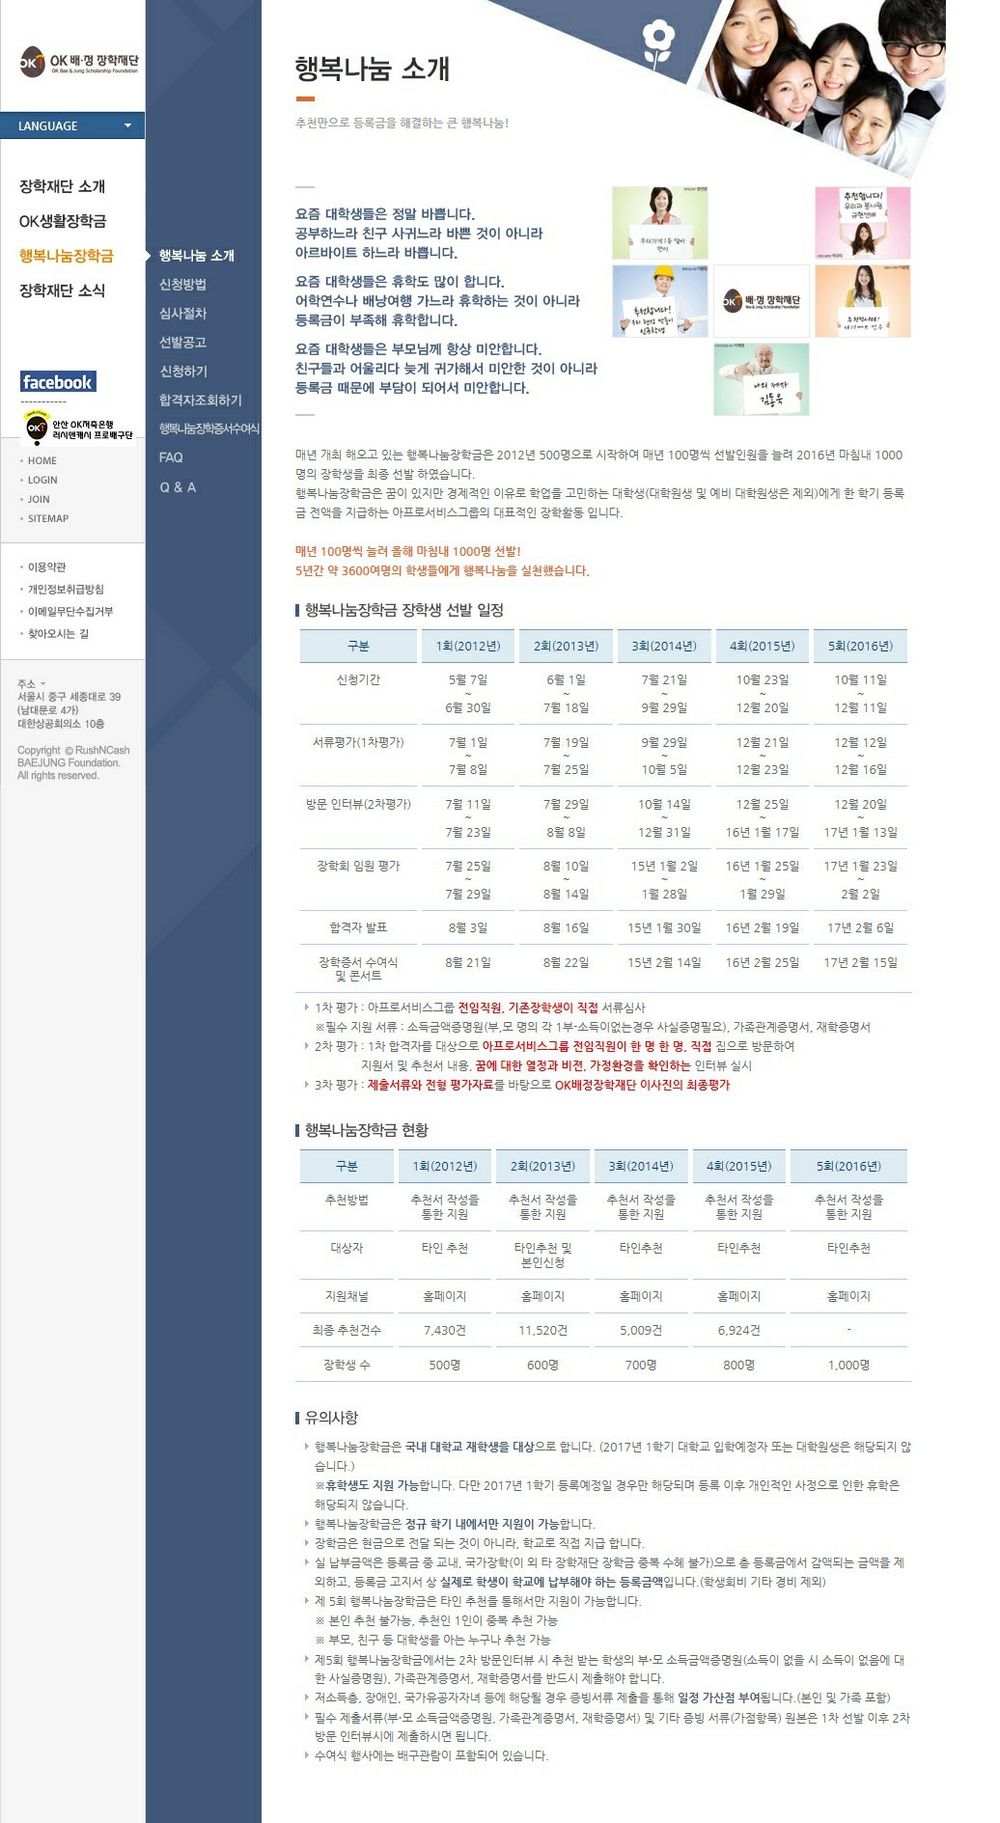 OK 배·정 장학재단
OK Bae & Jung Scholarship Foundation
LANGUAGE
장학재단 소개
OK생활장학금
행복나눔장학금
장학재단 소식
facebook
안산 OK저축은행
러시앤캐시 프로배구단
HOME
LOGIN
JOIN
SITEMAP
이용약관
개인정보취급방침
이메일무단수집거부
찾아오시는 길
주소
서울시 중구 세종대로 39
(남대문로 4가)
대한상공회의소 10층
Copyright © RushNCash
BAEJUNG Foundation.
All rights reserved.
행복나눔 소개
신청방법
심사절차
선발공고
신청하기
합격자조회하기
행복나눔장학증서수여식
FAQ
Q & A
행복나눔 소개
추천만으로 등록금을 해결하는 큰 행복나눔!
요즘 대학생들은 정말 바쁩니다.
공부하느라 친구 사귀느라 바쁜 것이 아니라
아르바이트 하느라 바쁩니다.
요즘 대학생들은 휴학도 많이 합니다.
어학연수나 배낭여행 가느라 휴학하는 것이 아니라
등록금이 부족해 휴학합니다.
요즘 대학생들은 부모님께 항상 미안합니다.
친구들과 어울리다 늦게 귀가해서 미안한 것이 아니라
등록금 때문에 부담이 되어서 미안합니다.
추천합니다!
추천합니다!
배·정 장학재단
나의 제자
김동욱
매년 개최 해오고 있는 행복나눔장학금은 2012년 500명으로 시작하여 매년 100명씩 선발인원을 늘려 2016년 마침내 1000
명의 장학생을 최종 선발 하였습니다.
행복나눔장학금은 꿈이 있지만 경제적인 이유로 학업을 고민하는 대학생(대학원생 및 예비 대학원생은 제외)에게 한 학기 등록
금 전액을 지급하는 아프로서비스그룹의 대표적인 장학활동 입니다.
매년 100명씩 늘려 올해 마침내 1000명 선발!
5년간 약 3600여명의 학생들에게 행복나눔을 실천했습니다.
행복나눔장학금 장학생 선발 일정
구분 1회(2012년) 2회(2013년) 3회(2014년) 4회(2015년) 5회(2016년)
신청기간 5월 7일 6월 1일 7월 21일 10월 23일 10월 11일
~ ~ ~ ~ ~
6월 30일 7월 18일 9월 29일 12월 20일 12월 11일
서류평가(1차평가) 7월 1일 7월 19일 9월 29일 12월 21일 12월 12일
~ ~ ~ ~ ~
7월 8일 7월 25일 10월 5일 12월 23일 12월 16일
방문 인터뷰(2차평가) 7월 11일 7월 29일 10월 14일 12월 25일 12월 20일
~ ~ ~ ~ ~
7월 23일 8월 8일 12월 31일 16년 1월 17일 17년 1월 13일
장학회 임원 평가 7월 25일 8월 10일 15년 1월 2일 16년 1월 25일 17년 1월 23일
~ ~ ~ ~ ~
7월 29일 8월 14일 1월 28일 1월 29일 2월 2일
합격자 발표 8월 3일 8월 16일 15년 1월 30일 16년 2월 19일 17년 2월 6일
장학증서 수여식 8월 21일 8월 22일 15년 2월 14일 16년 2월 25일 17년 2월 15일
및 콘서트
1차 평가 : 아프로서비스그룹 전임직원, 기존장학생이 직접 서류심사
※필수 지원 서류 : 소득금액증명원(부,모 명의 각 1부-소득이없는경우 사실증명필요), 가족관계증명서, 재학증명서
2차 평가 : 1차 합격자를 대상으로 아프로서비스그룹 전임직원이 한 명 한 명, 직접 집으로 방문하여
지원서 및 추천서 내용, 꿈에 대한 열정과 비전, 가정환경을 확인하는 인터뷰 실시
3차 평가 : 제출서류와 전형 평가자료를 바탕으로 OK배정장학재단 이사진의 최종평가
행복나눔장학금 현황
구분 1회(2012년) 2회(2013년) 3회(2014년) 4회(2015년) 5회(2016년)
추천방법 추천서 작성을 추천서 작성을 추천서 작성을 추천서 작성을 추천서 작성을
통한 지원 통한 지원 통한 지원 통한 지원 통한 지원
대상자 타인 추천 타인추천 및 타인추천 타인추천 타인추천
본인신청
지원채널 홈페이지 홈페이지 홈페이지 홈페이지 홈페이지
최종 추천건수 7,430건 11,520건 5,009건 6,924건 -
장학생 수 500명 600명 700명 800명 1,000명
유의사항
행복나눔장학금은 국내 대학교 재학생을 대상으로 합니다. (2017년 1학기 대학교 입학예정자 또는 대학원생은 해당되지 않
습니다.)
※휴학생도 지원 가능합니다. 다만 2017년 1학기 등록예정일 경우만 해당되며 등록 이후 개인적인 사정으로 인한 휴학은
해당되지 않습니다.
행복나눔장학금은 정규 학기 내에서만 지원이 가능합니다.
장학금은 현금으로 전달 되는 것이 아니라, 학교로 직접 지급 합니다.
실 납부금액은 등록금 중 교내, 국가장학(이 외 타 장학재단 장학금 중복 수혜 불가)으로 총 등록금에서 감액되는 금액을 제
외하고, 등록금 고지서 상 실제로 학생이 학교에 납부해야 하는 등록금액입니다.(학생회비 기타 경비 제외)
제 5회 행복나눔장학금은 타인 추천을 통해서만 지원이 가능합니다.
※ 본인 추천 불가능, 추천인 1인이 중복 추천 가능
※ 부모, 친구 등 대학생을 아는 누구나 추천 가능
제5회 행복나눔장학금에서는 2차 방문인터뷰 시 추천 받는 학생의 부·모 소득금액증명원(소득이 없을 시 소득이 없음에 대
한 사실증명원), 가족관계증명서, 재학증명서를 반드시 제출해야 합니다.
저소득층, 장애인, 국가유공자자녀 등에 해당될 경우 증빙서류 제출을 통해 일정 가산점 부여됩니다.(본인 및 가족 포함)
필수 제출서류(부·모 소득금액증명원, 가족관계증명서, 재학증명서) 및 기타 증빙 서류(가점항목) 원본은 1차 선발 이후 2차
방문 인터뷰시에 제출하시면 됩니다.
수여식 행사에는 배구관람이 포함되어 있습니다.